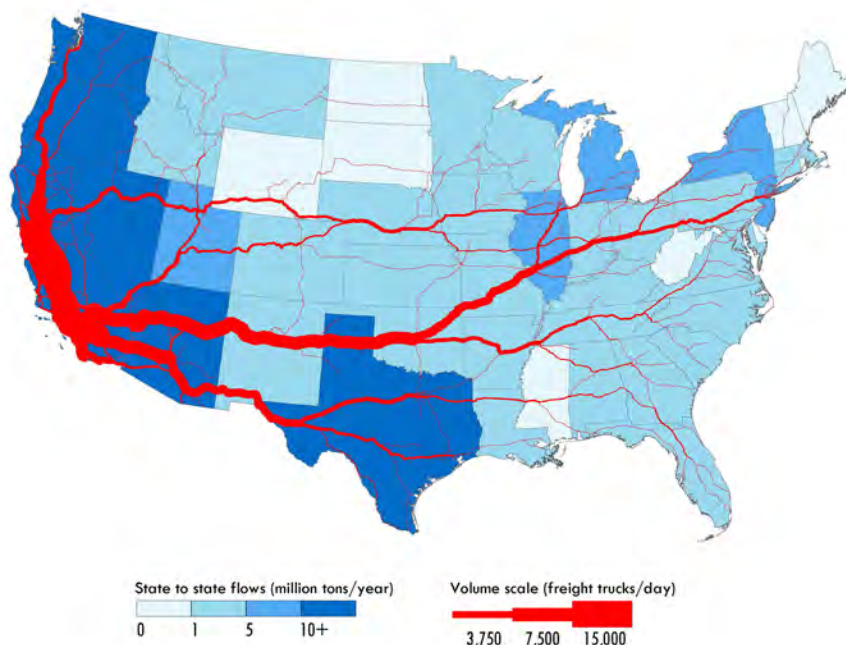 State to state flows (million tons/year)
0 1 5 10+
Volume scale (freight trucks/day)
3,750 7,500 15,000